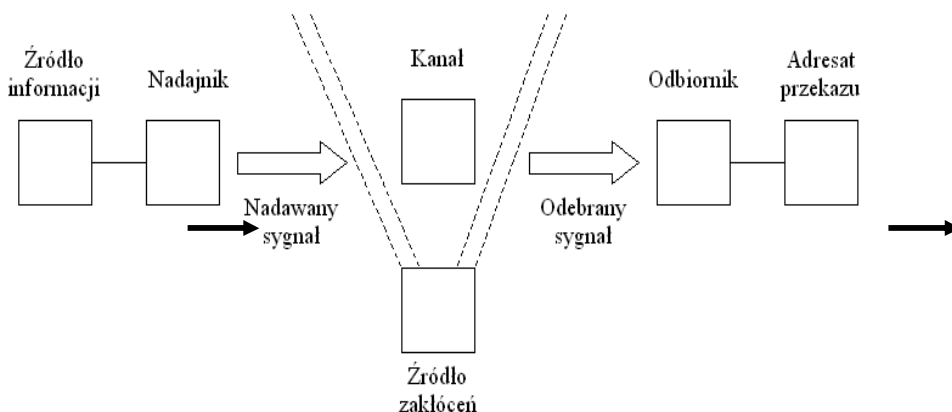 Źródło
informacji
Nadajnik
Kanał
Odbiornik
Adresat
przekazu
Nadawany
sygnał
Odebrany
sygnał
Źródło
zakłóceń